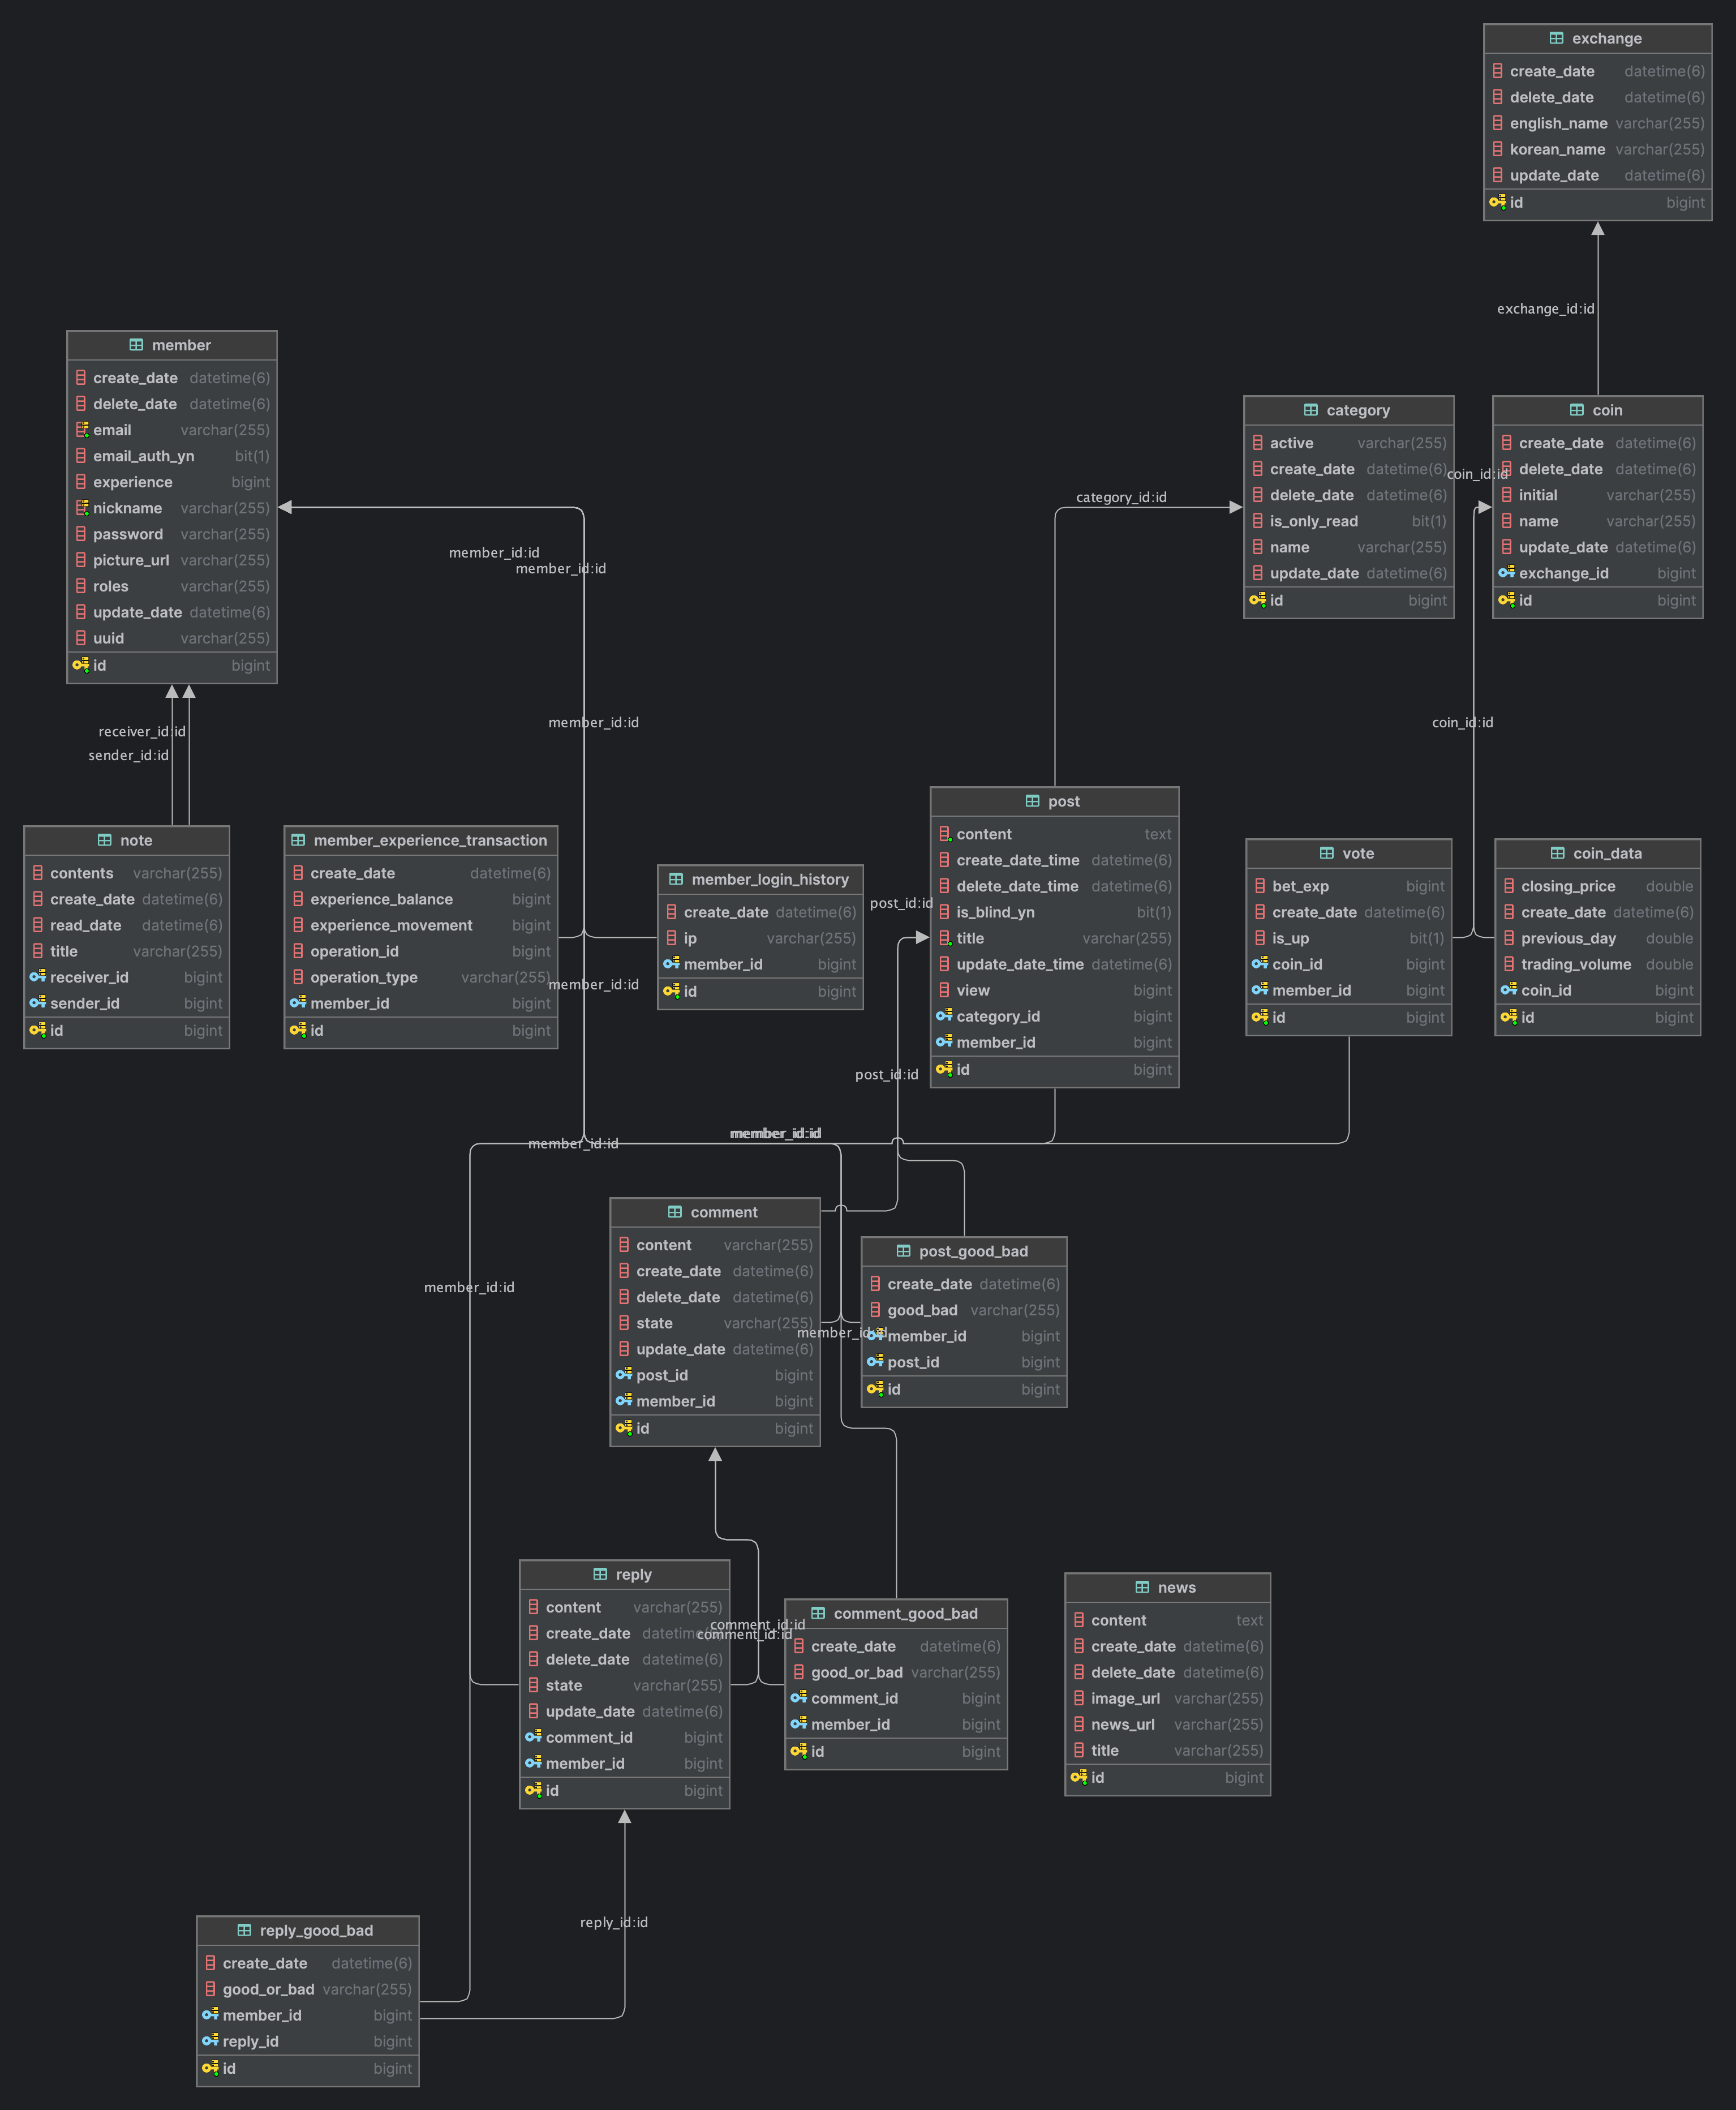 exchange
create_date datetime(6)
delete_date datetime(6)
english_name varchar(255)
korean_name varchar(255)
update_date datetime(6)
id bigint
exchange_id:id
member
create_date datetime(6)
delete_date datetime(6)
email varchar(255)
email_auth_yn bit(1)
experience bigint
nickname varchar(255)
password varchar(255)
picture_url varchar(255)
roles varchar(255)
update_date datetime(6)
uuid varchar(255)
id bigint
category
active varchar(255)
create_date datetime(6)
delete_date datetime(6)
is_only_read bit(1)
name varchar(255)
update_date datetime(6)
id bigint
coin
create_date datetime(6)
delete_date datetime(6)
initial varchar(255)
name varchar(255)
update_date datetime(6)
exchange_id bigint
id bigint
coin_id:id
category_id:id
member_id:id
member_id:id
member_id:id
coin_id:id
receiver_id:id
sender_id:id
note
contents varchar(255)
create_date datetime(6)
read_date datetime(6)
title varchar(255)
receiver_id bigint
sender_id bigint
id bigint
member_experience_transaction
create_date datetime(6)
experience_balance bigint
experience_movement bigint
operation_id bigint
operation_type varchar(255)
member_id bigint
id bigint
member_id:id
member_login_history
create_date datetime(6)
ip varchar(255)
member_id bigint
id bigint
post_id:id
post
content text
create_date_time datetime(6)
delete_date_time datetime(6)
is_blind_yn bit(1)
title varchar(255)
update_date_time datetime(6)
view bigint
category_id bigint
member_id bigint
id bigint
vote
bet_exp bigint
create_date datetime(6)
is_up bit(1)
coin_id bigint
member_id bigint
id bigint
coin_data
closing_price double
create_date datetime(6)
previous_day double
trading_volume double
coin_id bigint
id bigint
post_id:id
member_id:id
member_id:id
comment
content varchar(255)
create_date datetime(6)
delete_date datetime(6)
state varchar(255)
update_date datetime(6)
post_id bigint
member_id bigint
id bigint
post_good_bad
create_date datetime(6)
good_bad varchar(255)
member_id bigint
post_id bigint
id bigint
member_id:id
member_id:id
reply
content varchar(255)
create_date datetime(6)
delete_date datetime(6)
state varchar(255)
update_date datetime(6)
comment_id bigint
member_id bigint
id bigint
comment_id:id
comment_id:id
comment_good_bad
create_date datetime(6)
good_or_bad varchar(255)
comment_id bigint
member_id bigint
id bigint
news
content text
create_date datetime(6)
delete_date datetime(6)
image_url varchar(255)
news_url varchar(255)
title varchar(255)
id bigint
reply_id:id
reply_good_bad
create_date datetime(6)
good_or_bad varchar(255)
member_id bigint
reply_id bigint
id bigint